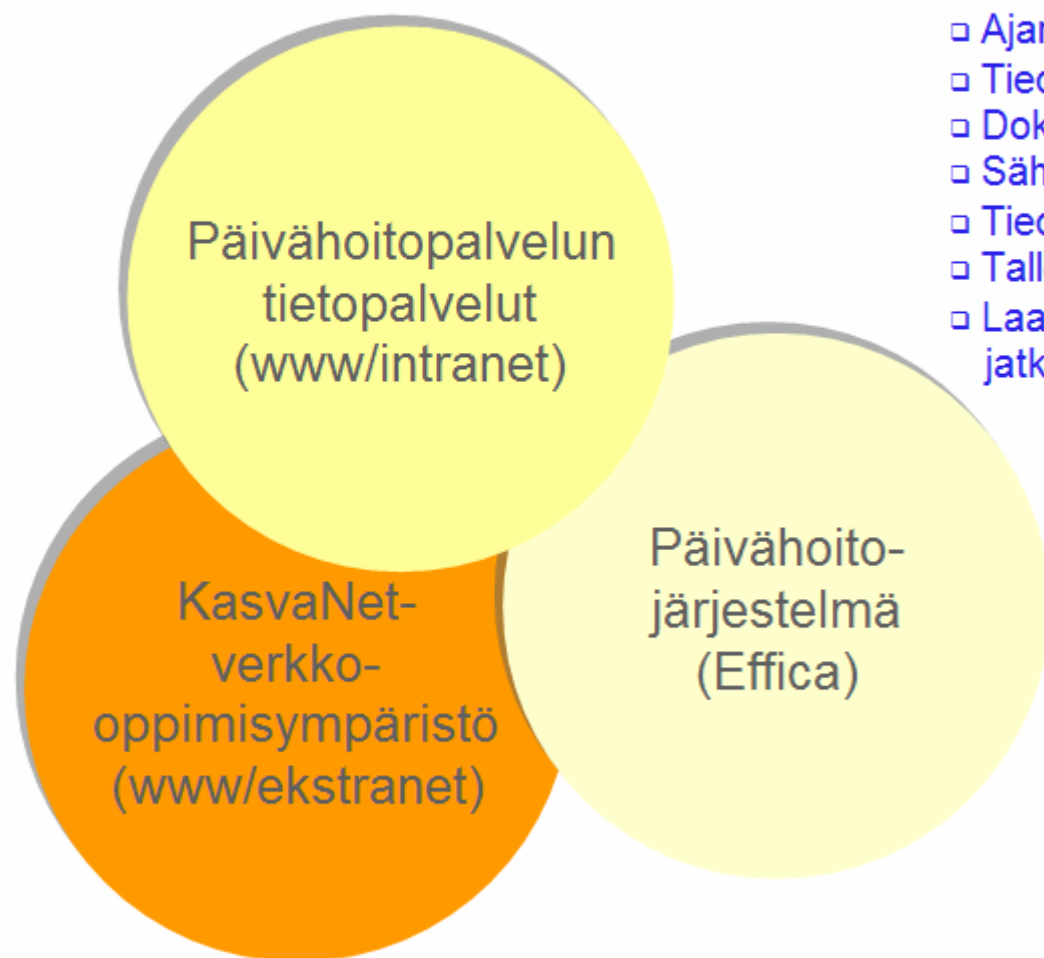 Päivähoitopalvelun
tietopalvelut
(www/intranet)
KasvaNet-
verkko-
oppimisympäristö
(www/ekstranet)
Päivähoito-
järjestelmä
(Effica)